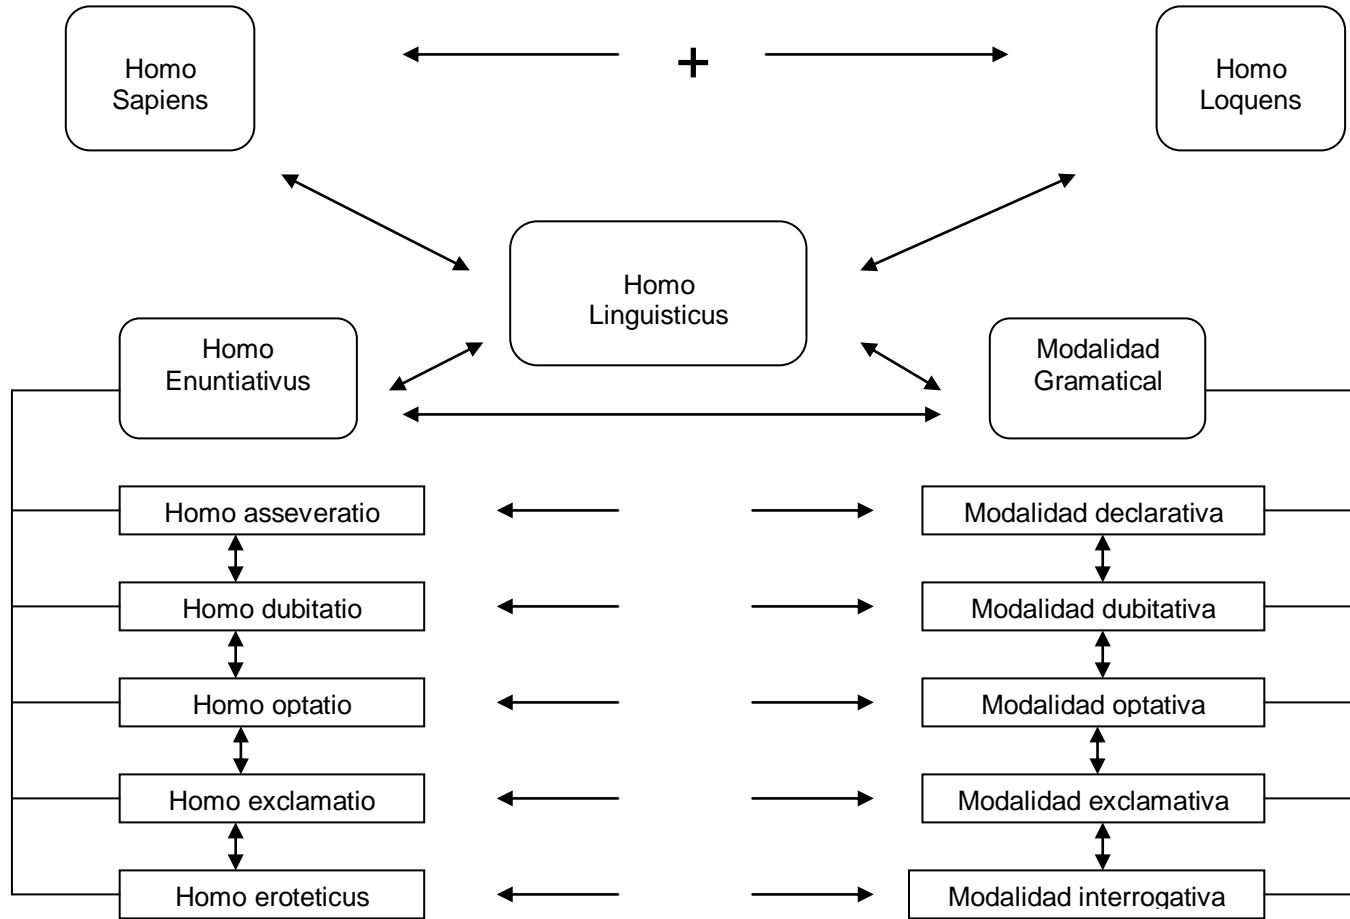 Homo
Sapiens
+
Homo
Loquens
Homo
Linguisticus
Homo
Enuntiativus
Modalidad
Gramatical
Homo asseveratio
Modalidad declarativa
Homo dubitatio
Modalidad dubitativa
Homo optatio
Modalidad optativa
Homo exclamatio
Modalidad exclamativa
Homo eroteticus
Modalidad interrogativa